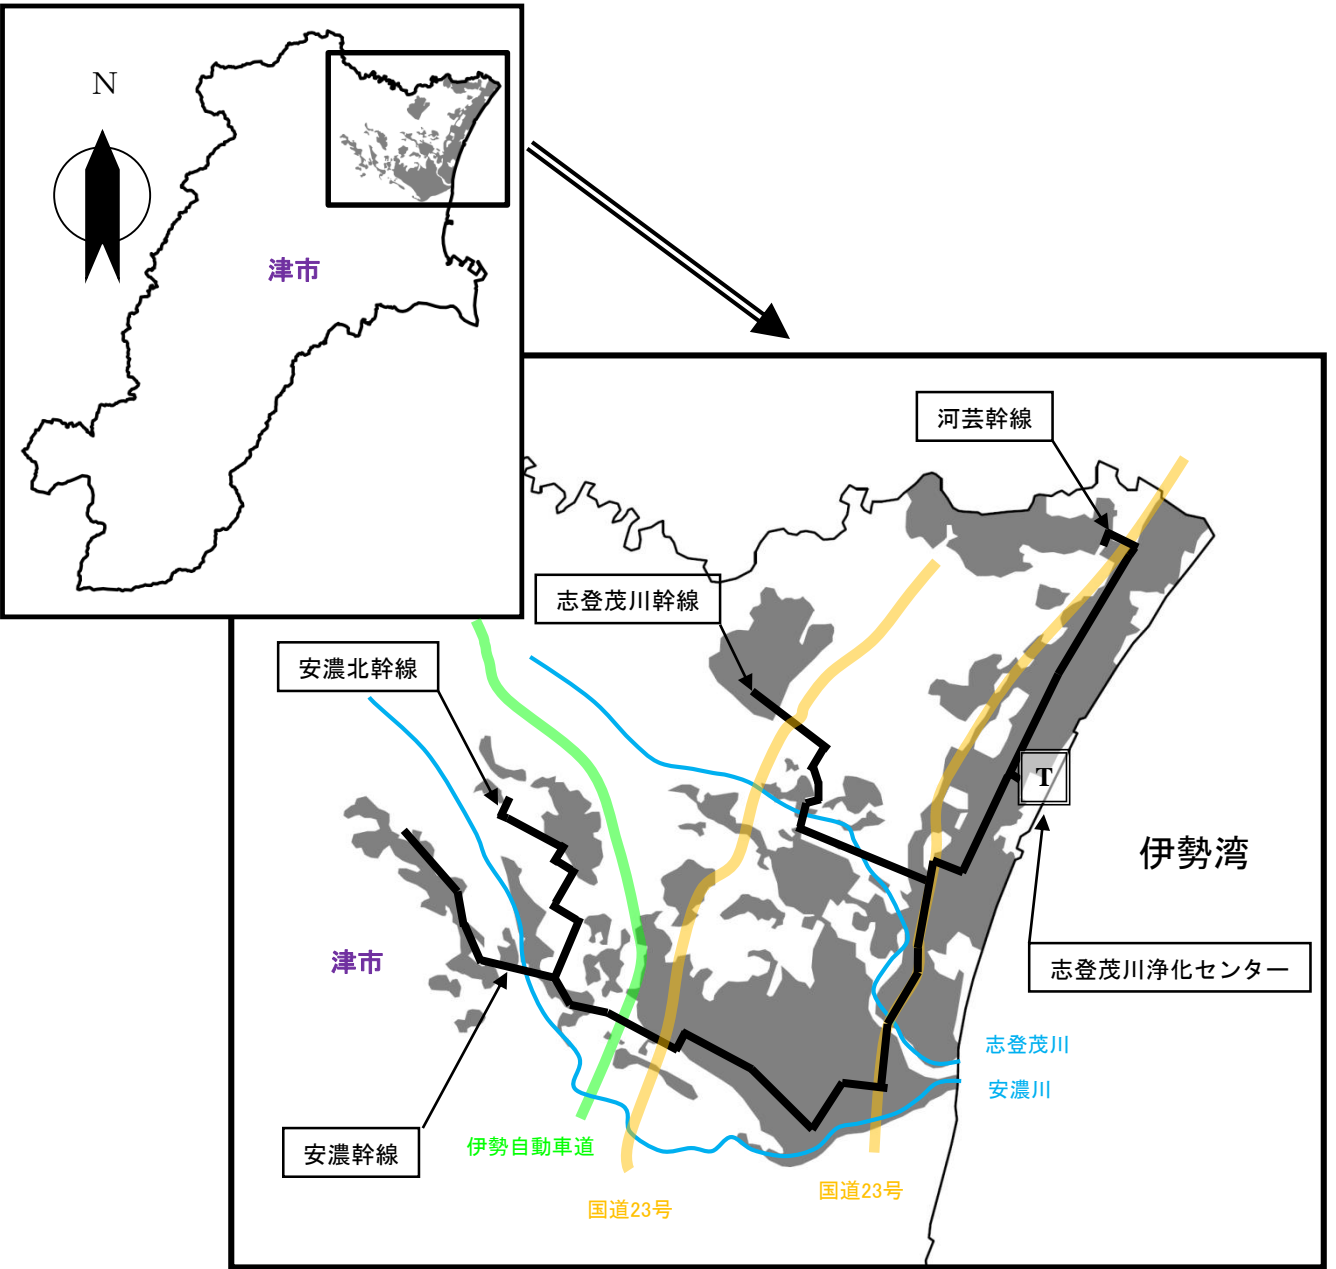 N
津市
河芸幹線
志登茂川幹線
安濃北幹線
T
伊勢湾
津市
志登茂川浄化センター
志登茂川
安濃川
安濃幹線
伊勢自動車道
国道23号
国道23号